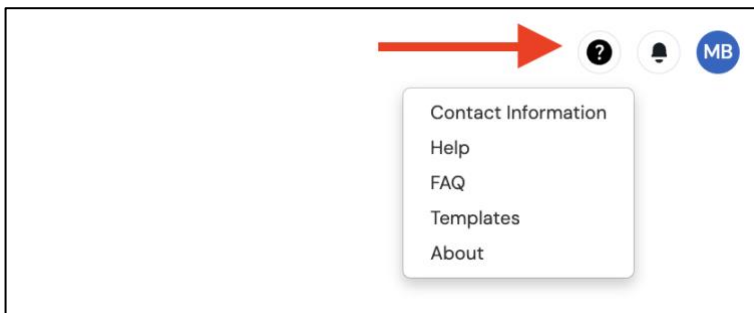 ?
MB
Contact Information
Help
FAQ
Templates
About